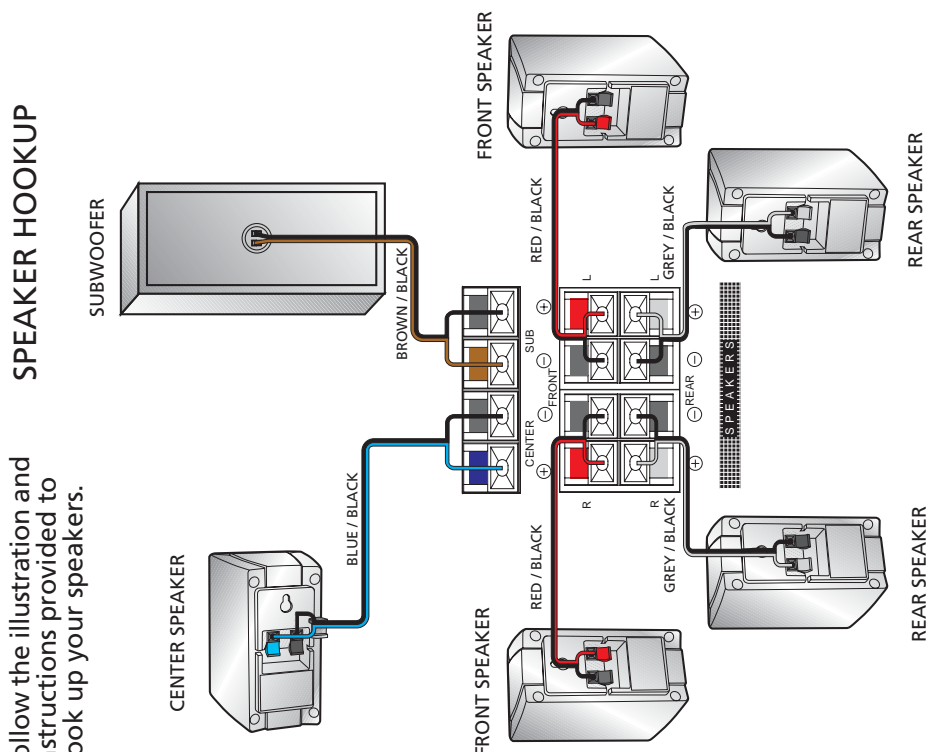 SPEAKER HOOKUP
ollow the illustration and
structions provided to
ook up your speakers.
SUBWOOFER
CENTER SPEAKER
BROWN / BLACK
BLUE / BLACK
SUB
+
−
CENTER
−
+
FRONT SPEAKER
FRONT SPEAKER
RED / BLACK
RED / BLACK
FRONT
L
R
L
R
GREY / BLACK
GREY / BLACK
REAR
+
−
−
+
SPEAKERS
REAR SPEAKER
REAR SPEAKER